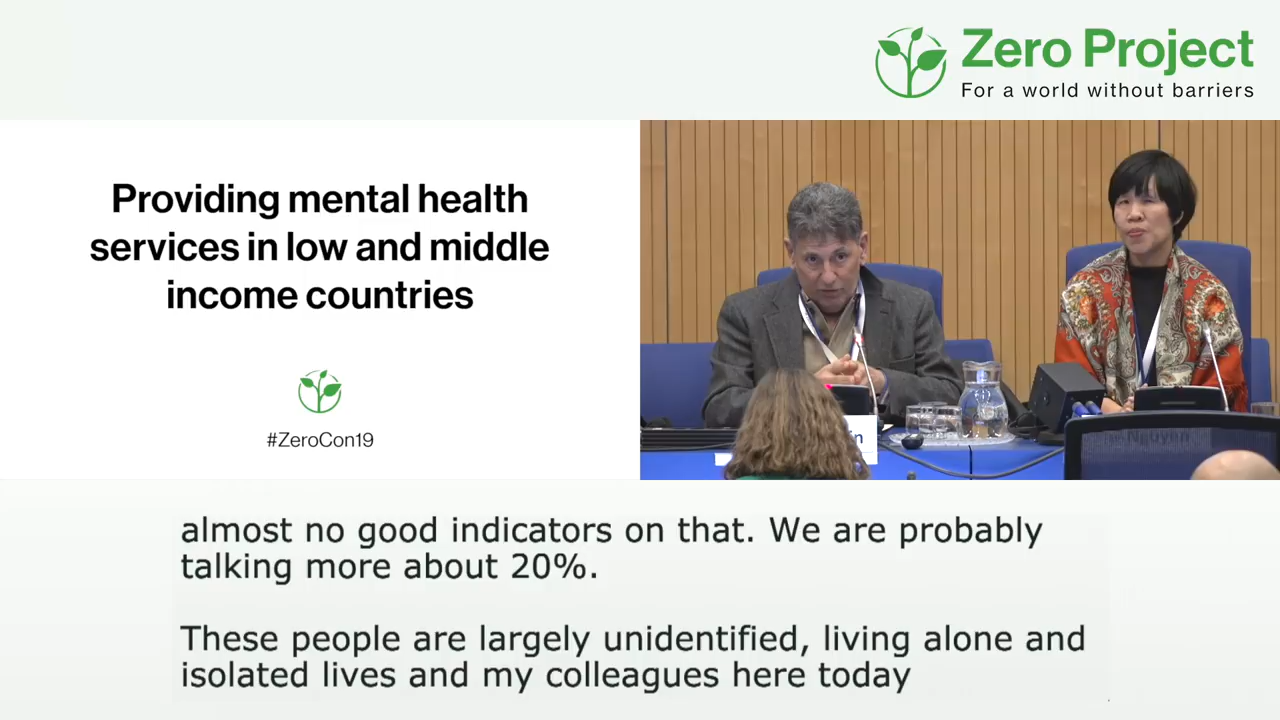 Zero Project
For a world without barriers
Providing mental health
services in low and middle
income countries
#ZeroCon19
almost no good indicators on that. We are probably
talking more about 20%.
These people are largely unidentified, living alone and
isolated lives and my colleagues here today